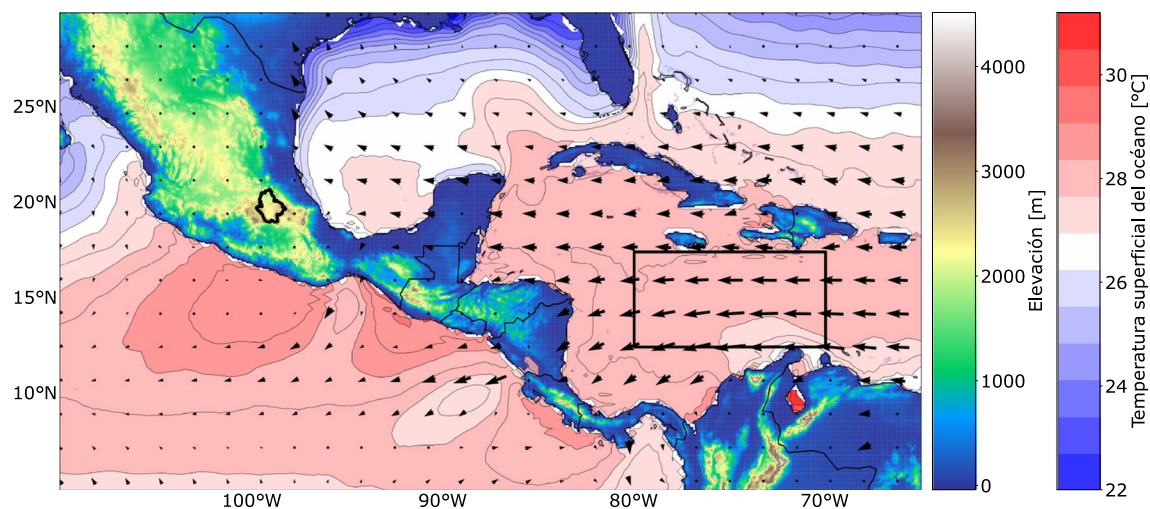 25°N
20°N
15°N
10°N
100°W
90°W
80°W
70°W
4000
3000
2000
1000
0
Elevación [m]
30
28
26
24
22
Temperatura superficial del océano [°C]